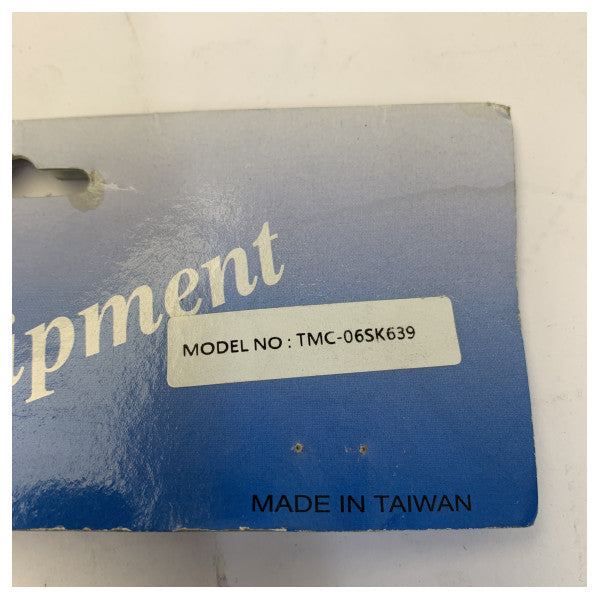 ipment
MODEL NO : TMC-06SK639
MADE IN TAIWAN